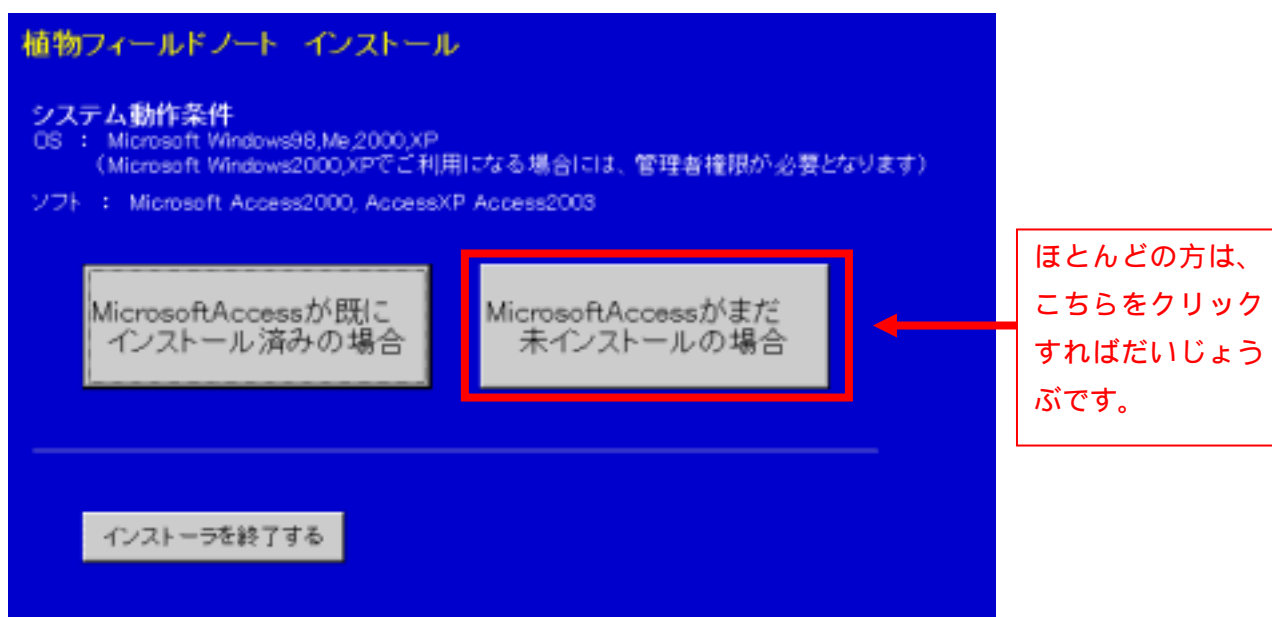 植物フィールドノート インストール
システム動作条件
OS : Microsoft Windows98,Me,2000,XP
(Microsoft Windows2000,XPでご利用になる場合には、管理者権限が必要となります)
ソフト : Microsoft Access2000, AccessXP Access2003
MicrosoftAccessが既に
インストール済みの場合
MicrosoftAccessがまだ
未インストールの場合
ほとんどの方は、
こちらをクリック
すればだいじょう
ぶです。
インストーラを終了する